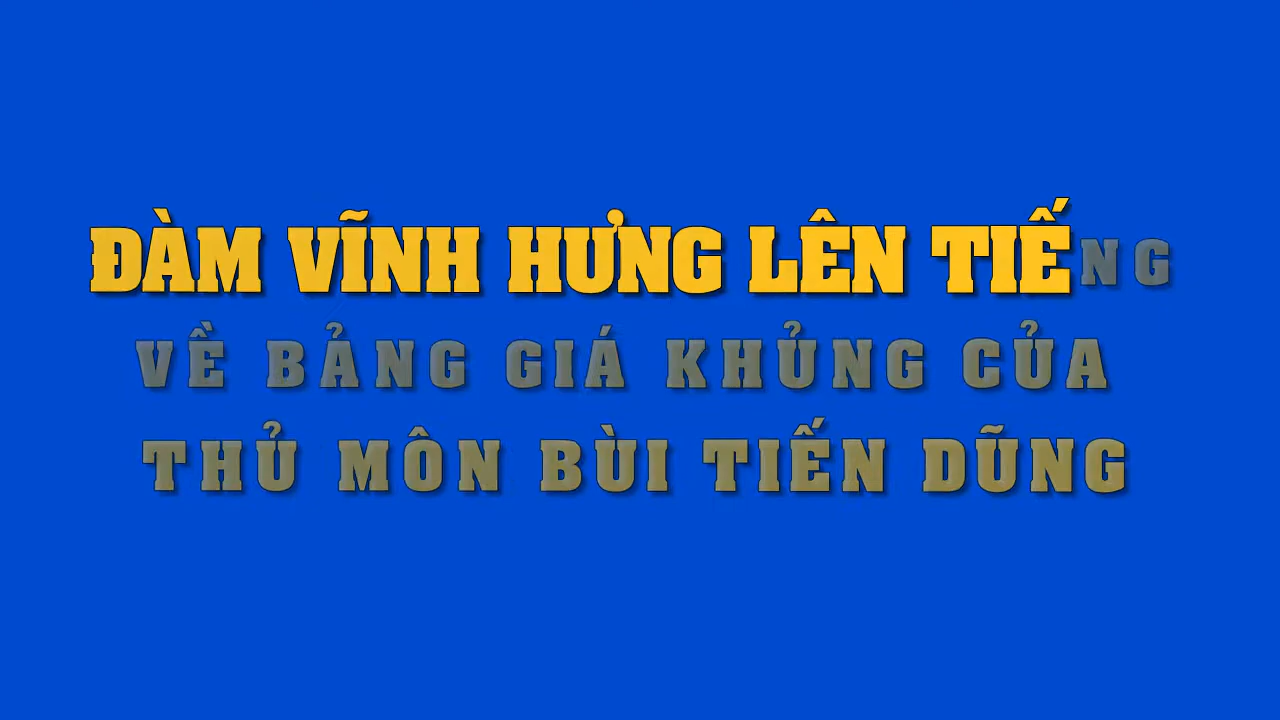 ĐÀM VĨNH HƯNG LÊN TIẾNG
VỀ BẢNG GIÁ KHỦNG CỦA
THỦ MÔN BÙI TIẾN DŨNG